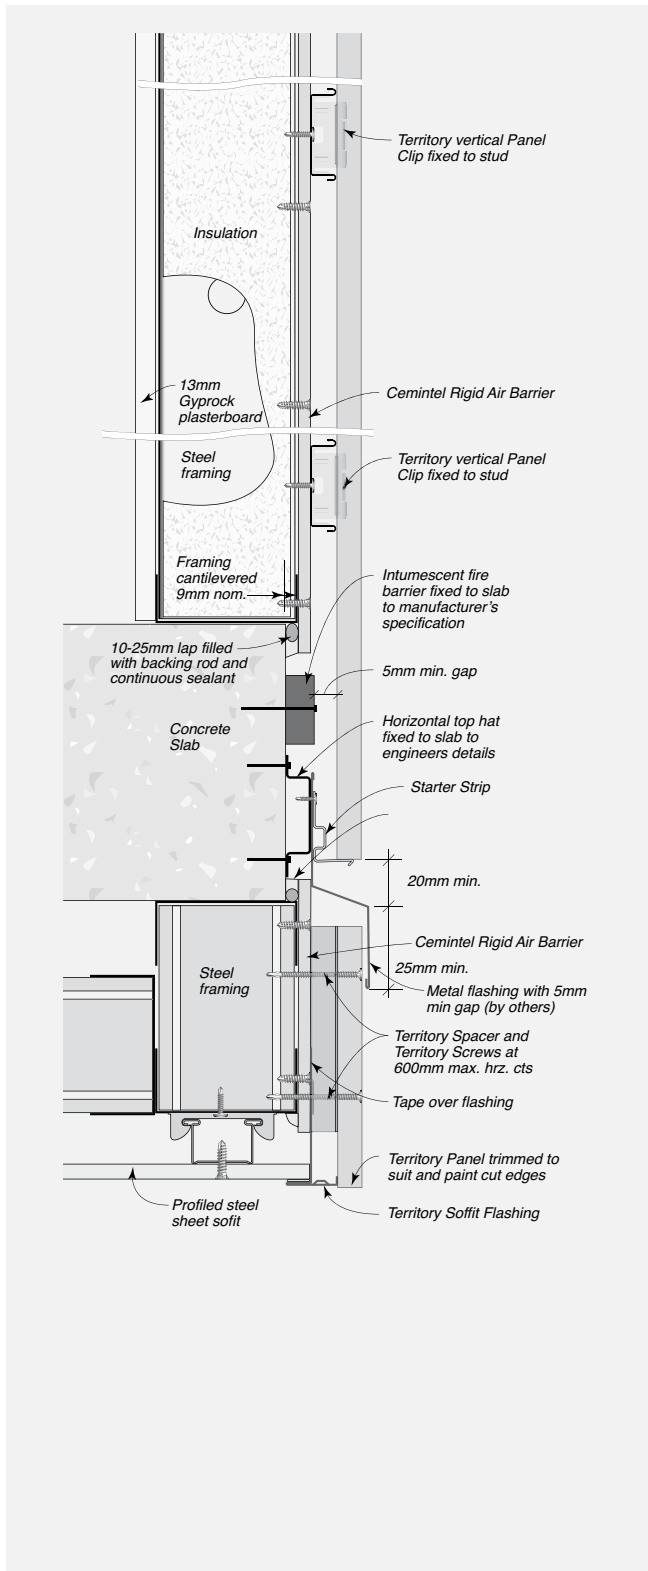 Territory vertical Panel
Clip fixed to stud
Insulation
13mm
Gyprock
plasterboard
Cemintel Rigid Air Barrier
Steel
framing
Territory vertical Panel
Clip fixed to stud
Framing
cantilevered
9mm nom.
Intumescent fire
barrier fixed to slab
to manufacturer's
specification
10-25mm lap filled
with backing rod and
continuous sealant
5mm min. gap
Concrete
Slab
Horizontal top hat
fixed to slab to
engineers details
Starter Strip
20mm min.
Cemintel Rigid Air Barrier
25mm min.
Steel
framing
Metal flashing with 5mm
min gap (by others)
Territory Spacer and
Territory Screws at
600mm max. hrz. cts
Tape over flashing
Territory Panel trimmed to
suit and paint cut edges
Profiled steel
sheet sofit
Territory Soffit Flashing